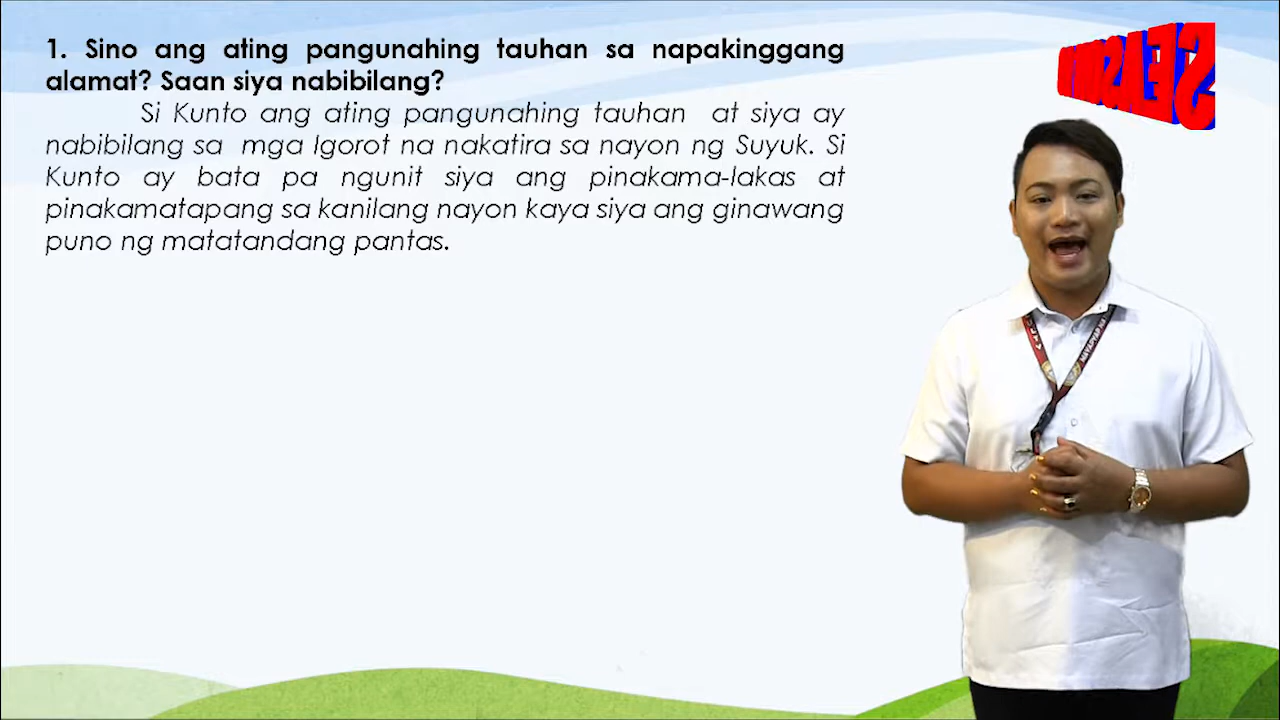 1. Sino ang ating pangunahing tauhan sa napakinggang
alamat? Saan siya nabibilang?
Si Kunto ang ating pangunahing tauhan at siya ay
nabibilang sa mga Igorot na nakatira sa nayon ng Suyuk. Si
Kunto ay bata pa ngunit siya ang pinakama-lakas at
pinakamatapang sa kanilang nayon kaya siya ang ginawang
puno ng matatandang pantas.